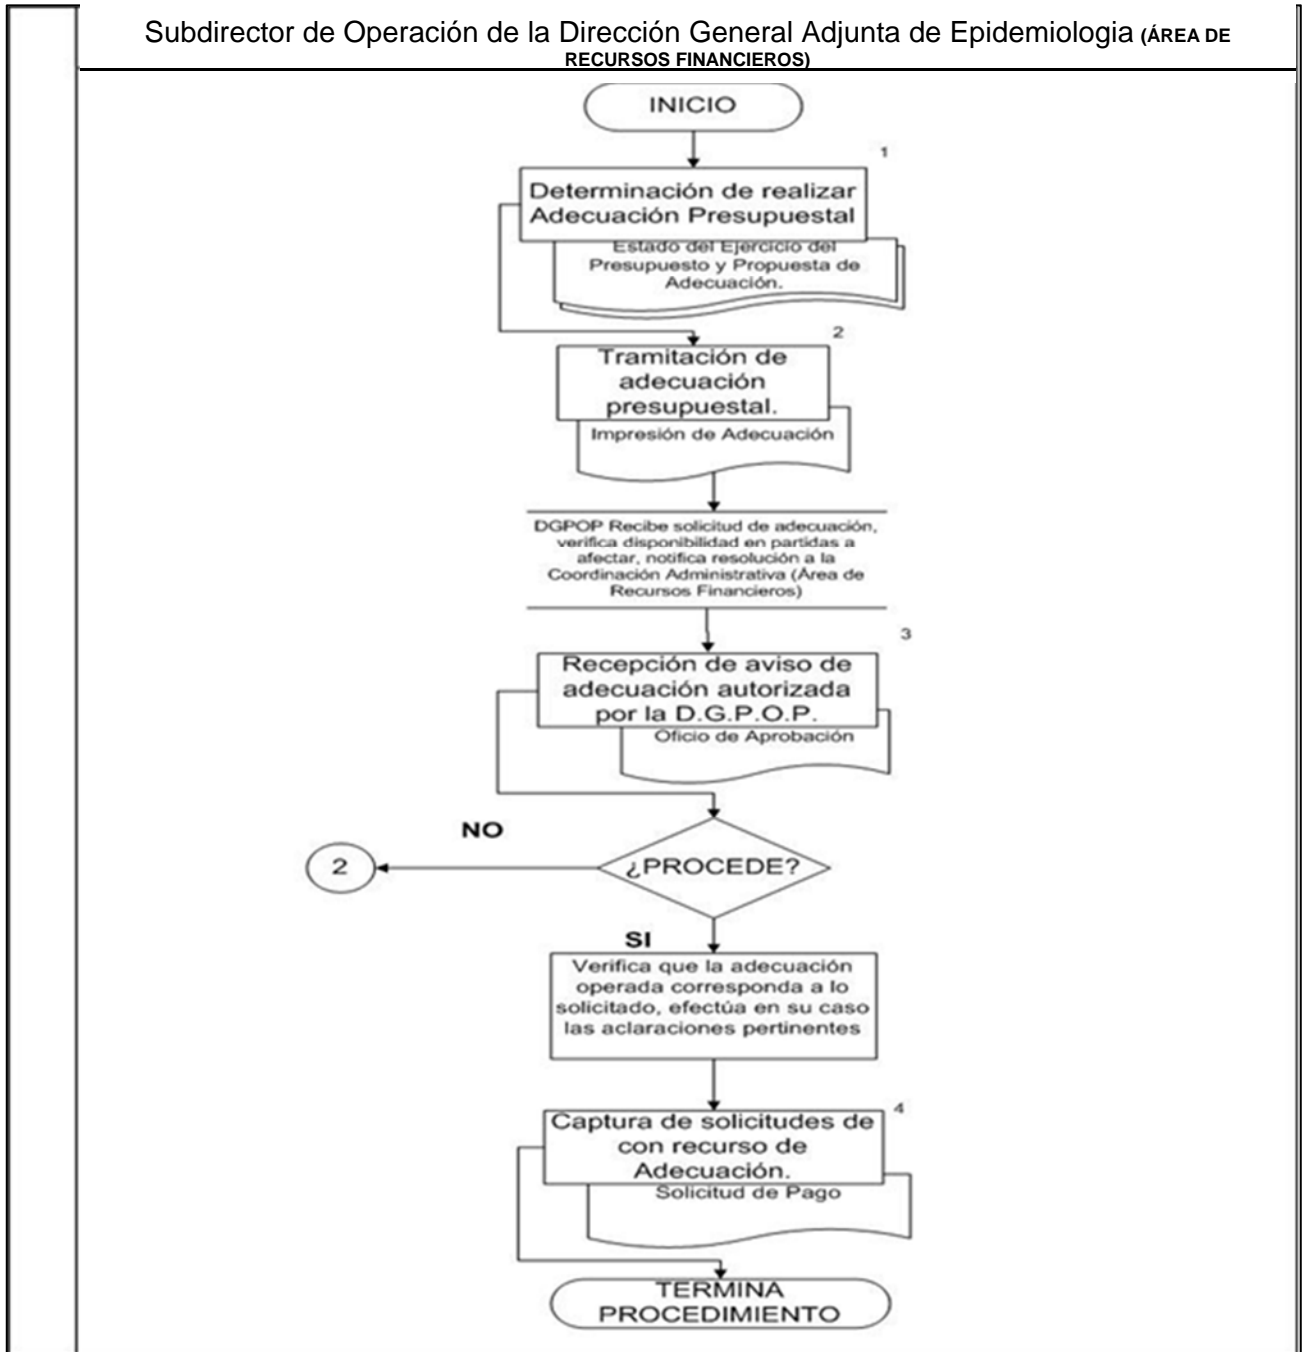 Subdirector de Operación de la Dirección General Adjunta de Epidemiologia (ÁREA DE
RECURSOS FINANCIEROS)
INICIO
1
Determinación de realizar
Adecuación Presupuestal
Estado del Ejercicio del
Presupuesto y Propuesta de
Adecuación.
2
Tramitación de
adecuación
presupuestal.
Impresión de Adecuación
DGPOP Recibe solicitud de adecuación,
verifica disponibilidad en partidas a
afectar, notifica resolución a la
Coordinación Administrativa (Área de
Recursos Financieros)
3
Recepción de aviso de
adecuación autorizada
por la D.G.P.O.P.
Oficio de Aprobación
NO
2
¿PROCEDE?
SI
Verifica que la adecuación
operada corresponda a lo
solicitado, efectúa en su caso
las aclaraciones pertinentes
4
Captura de solicitudes de
con recurso de
Adecuación.
Solicitud de Pago
TERMINA
PROCEDIMIENTO